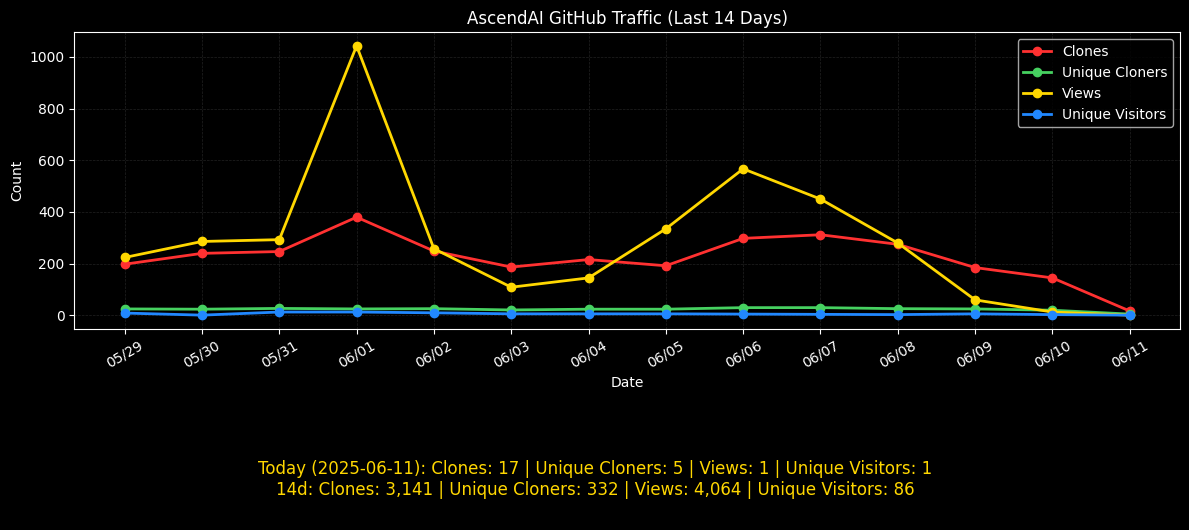 AscendAI GitHub Traffic (Last 14 Days)
Clones
Unique Cloners
Views
Unique Visitors
Count
1000
800
600
400
200
0
05/29
05/30
05/31
06/01
06/02
06/03
06/04
06/05
06/06
06/07
06/08
06/09
06/10
06/11
Date
Today (2025-06-11): Clones: 17 | Unique Cloners: 5 | Views: 1 | Unique Visitors: 1
14d: Clones: 3,141 | Unique Cloners: 332 | Views: 4,064 | Unique Visitors: 86